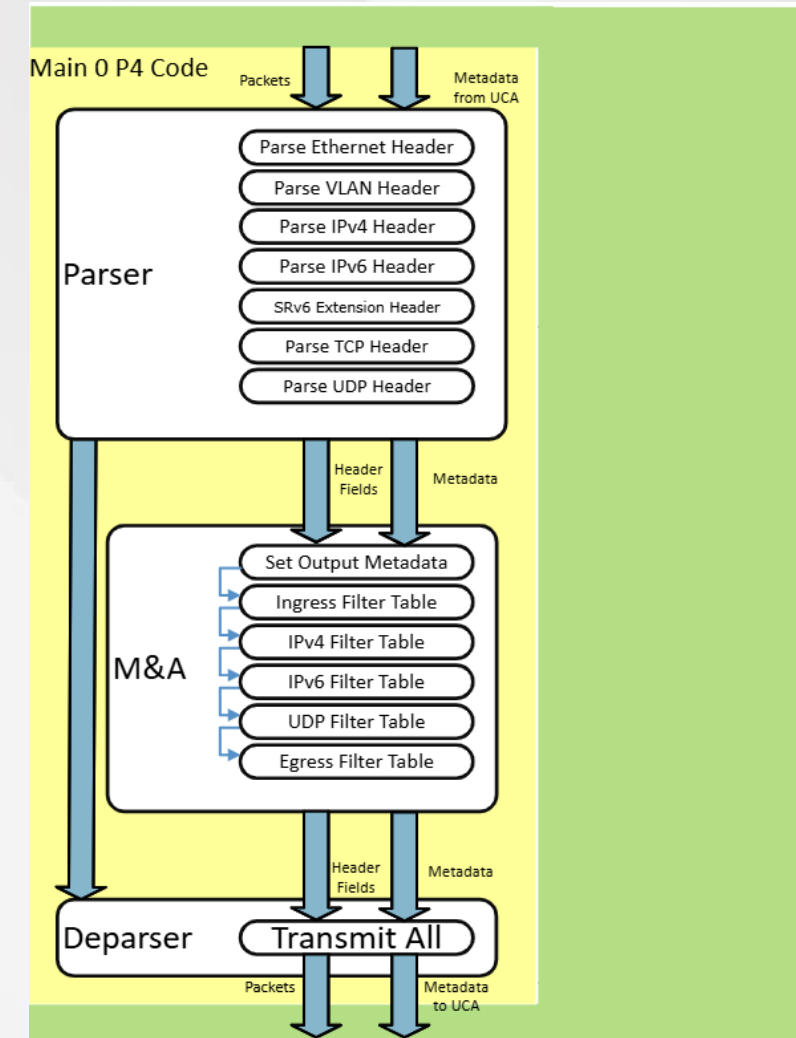 Main 0 P4 Code
Packets
Metadata
from UCA
Parse Ethernet Header
Parse VLAN Header
Parse IPv4 Header
Parser
Parse IPv6 Header
SRv6 Extension Header
Parse TCP Header
Parse UDP Header
Header
Fields
Metadata
Set Output Metadata
Ingress Filter Table
IPv4 Filter Table
M&A
IPv6 Filter Table
UDP Filter Table
Egress Filter Table
Header
Fields
Metadata
Deparser
Transmit All
Packets
Metadata
to UCA